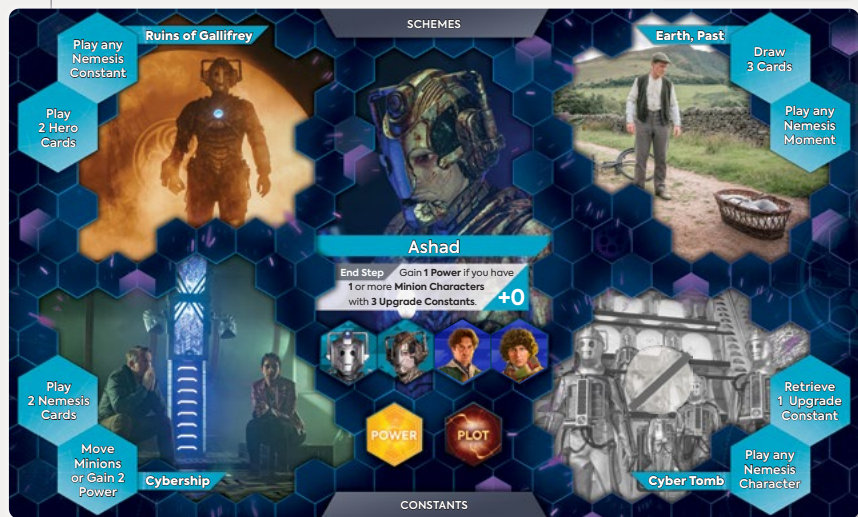 SCHEMES
Ruins of Gallifrey
Play any
Nemesis
Constant
Play
2 Hero
Cards
Earth, Past
Draw
3 Cards
Play any
Nemesis
Moment
Ashad
End Step Gain 1 Power if you have
1 or more Minion Characters
with 3 Upgrade Constants.
+0
POWER
PLOT
Play
2 Nemesis
Cards
Move
Minions
or Gain 2
Power
Cybership
Retrieve
1 Upgrade
Constant
Play any
Nemesis
Character
Cyber Tomb
CONSTANTS